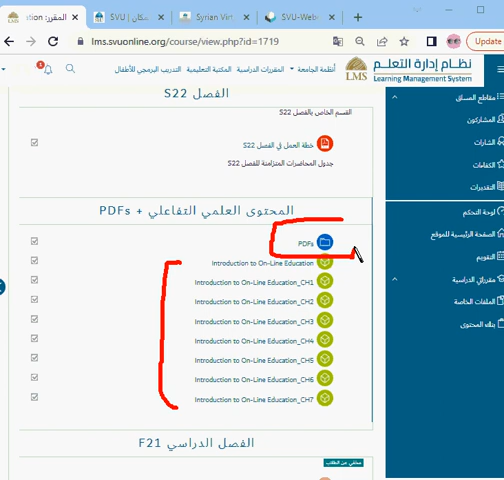 المقرر: ion
SVU | سكان
Syrian Virt
SVU-Web
lms.svuonline.org/course/view.php?id=1719
Update
1
التدريب البرمجي للأطفال
المكتبة التعليمية
المقررات الدراسية
أنظمة الجامعة
LMS
نظام إدارة التعلم
Learning Management System
الفصل S22
القسم الخاص بالفصل S22
خطة العمل في الفصل S22
جدول المحاضرات المتزامنة للفصل S22
المحتوى العلمي التفاعلي + PDFs
PDFs
Introduction to On-Line Education
Introduction to On-Line Education_CH1
Introduction to On-Line Education_CH2
Introduction to On-Line Education_CH3
Introduction to On-Line Education_CH4
Introduction to On-Line Education_CH5
Introduction to On-Line Education_CH6
Introduction to On-Line Education_CH7
الفصل الدراسي F21
مخفي عن الطلاب
مقاطع المساق
المشاركون
الشارات
الكفاءات
التقديرات
لوحة التحكم
الصفحة الرئيسية للموقع
التقويم
مقرراتي الدراسية
الملفات الخاصة
بنك المحتوى